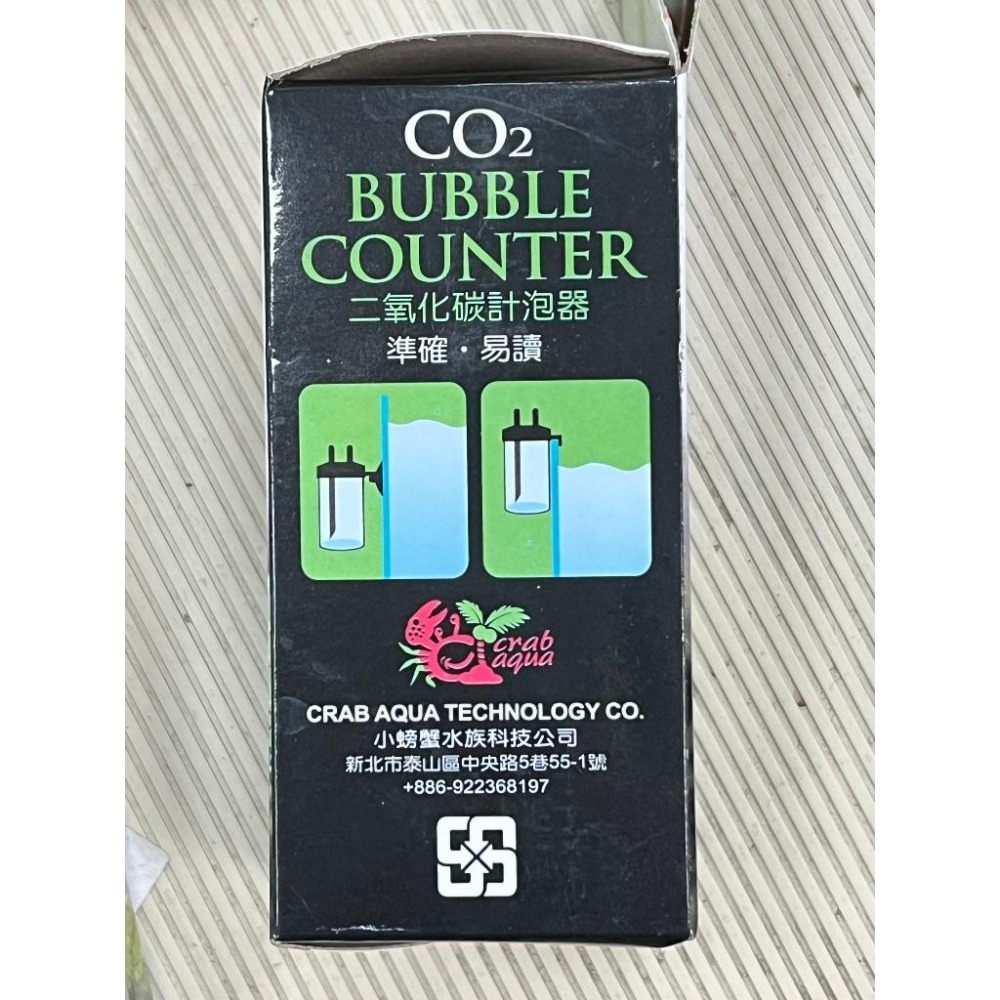 CO2
BUBBLE
COUNTER
二氧化碳計泡器
準確・易讀
crab
aqua
CRAB AQUA TECHNOLOGY CO.
小螃蟹水族科技公司
新北市泰山區中央路5巷55-1號
+886-922368197